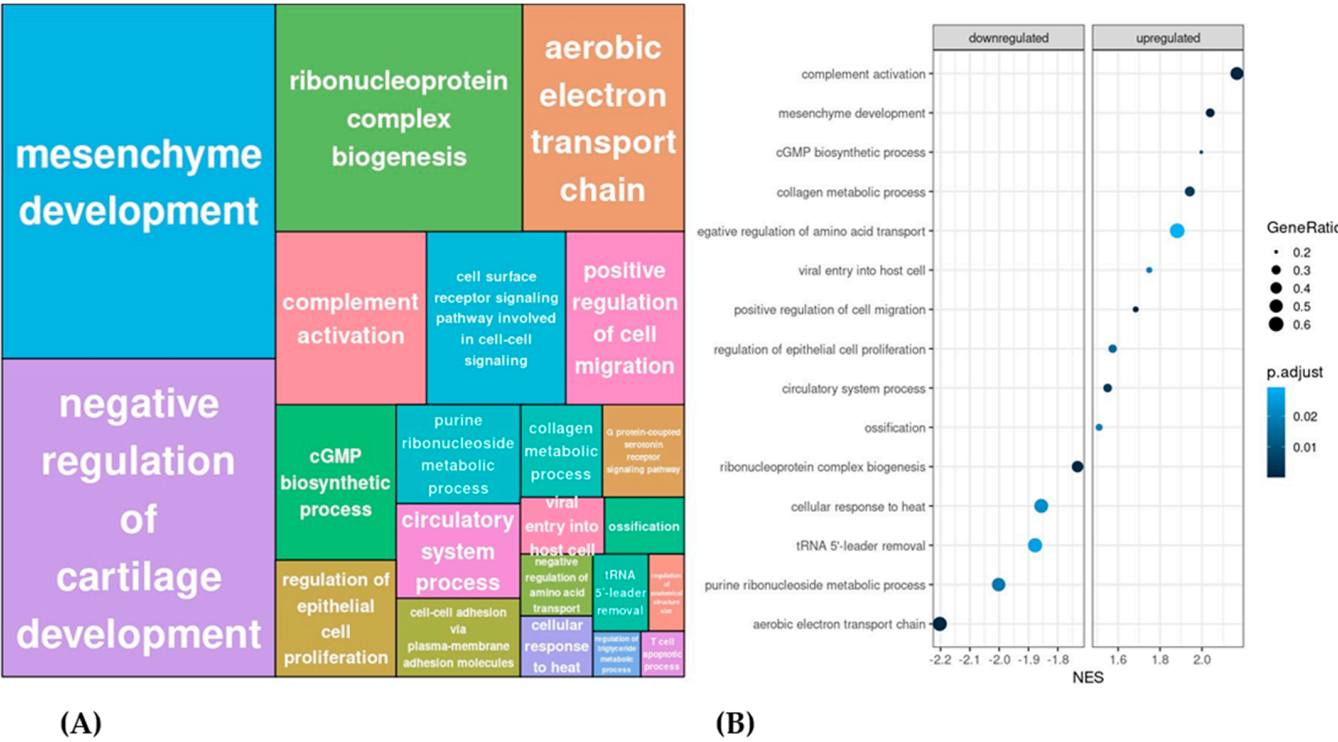 mesenchyme
development
negative
regulation
of
cartilage
development
ribonucleoprotein
complex
biogenesis
aerobic
electron
transport
chain
complement
activation
cell surface
receptor signaling
pathway involved
in cell-cell
signaling
positive
regulation
of cell
migration
cGMP
biosynthetic
process
purine
ribonucleoside
metabolic
process
collagen
metabolic
process
G protein-coupled
serotonin
receptor
signaling pathway
circulatory
system
process
viral
entry into
host cell
ossification
regulation of
epithelial
cell
proliferation
cell-cell adhesion
via
plasma-membrane
adhesion molecules
negative
regulation of
amino acid
transport
tRNA
5'-leader
removal
regulation
of
anatomical
structure
size
cellular
response
to heat
regulation of
triglyceride
metabolic
process
T cell
apoptotic
process
(A)
downregulated
upregulated
complement activation
mesenchyme development
cGMP biosynthetic process
collagen metabolic process
egative regulation of amino acid transport
viral entry into host cell
positive regulation of cell migration
regulation of epithelial cell proliferation
circulatory system process
ossification
ribonucleoprotein complex biogenesis
cellular response to heat
tRNA 5'-leader removal
purine ribonucleoside metabolic process
aerobic electron transport chain
-2.2 -2.1 -2.0 -1.9 -1.8 1.6 1.8 2.0
NES
GeneRatio
0.2
0.3
0.4
0.5
0.6
p.adjust
0.02
0.01
(B)